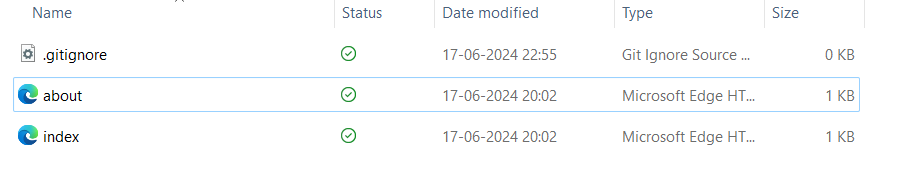 Name Status Date modified Type Size
.gitignore 17-06-2024 22:55 Git Ignore Source ... 0 KB
about 17-06-2024 20:02 Microsoft Edge HT... 1 KB
index 17-06-2024 20:02 Microsoft Edge HT... 1 KB